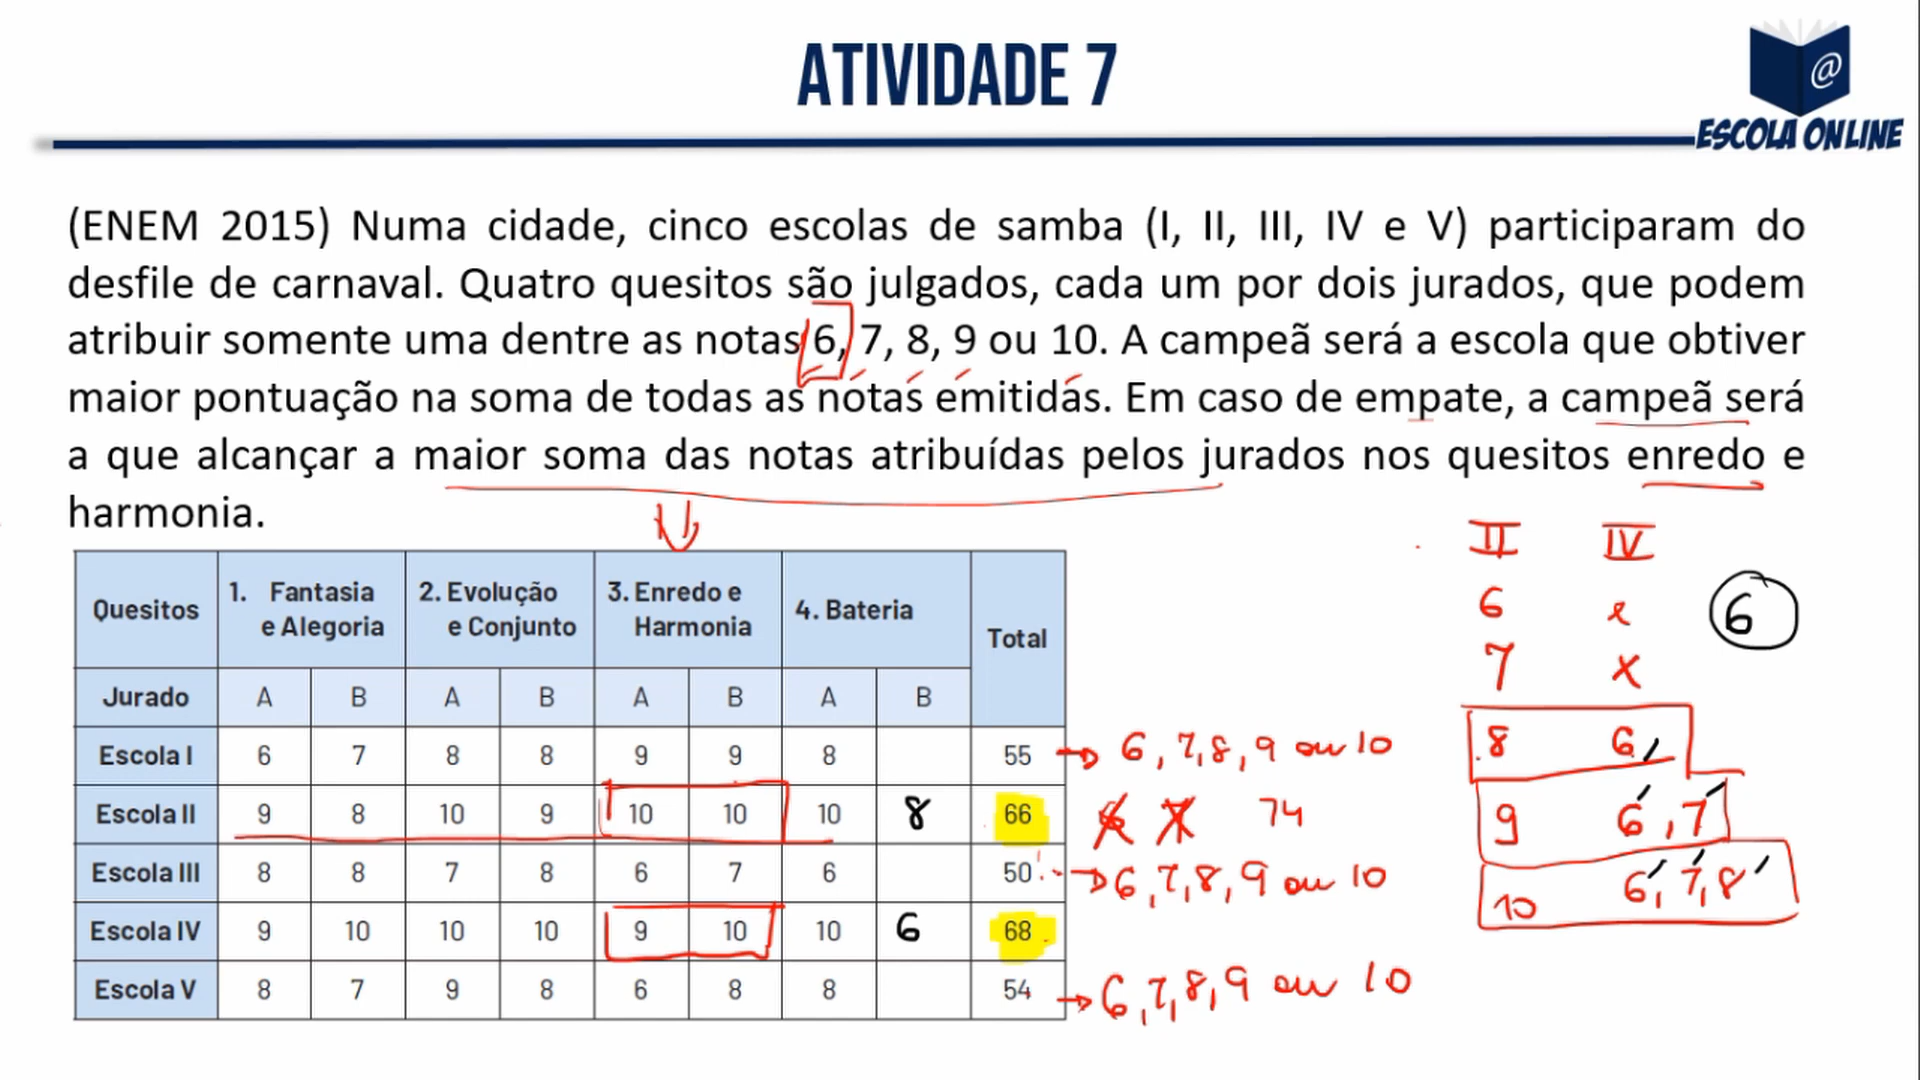 ATIVIDADE 7
@
ESCOLA ONLINE
(ENEM 2015) Numa cidade, cinco escolas de samba (I, II, III, IV e V) participaram do
desfile de carnaval. Quatro quesitos são julgados, cada um por dois jurados, que podem
atribuir somente uma dentre as notas 6, 7, 8, 9 ou 10. A campeã será a escola que obtiver
maior pontuação na soma de todas as notas emitidas. Em caso de empate, a campeã será
a que alcançar a maior soma das notas atribuídas pelos jurados nos quesitos enredo e
harmonia.
Quesitos 1. Fantasia e Alegoria 2. Evolução e Conjunto 3. Enredo e Harmonia 4. Bateria Total
Jurado A B A B A B A B
Escola I 6 7 8 8 9 9 8 55 6, 7, 8, 9 ou 10
Escola II 9 8 10 9 10 10 10 8 66 6 7 74
Escola III 8 8 7 8 6 7 6 50 6, 7, 8, 9 ou 10
Escola IV 9 10 10 10 9 10 10 6 68
Escola V 8 7 9 8 6 8 8 54 6, 7, 8, 9 ou 10
II IV
6
7 X
8 6
9 6, 7
10 6, 7, 8
6